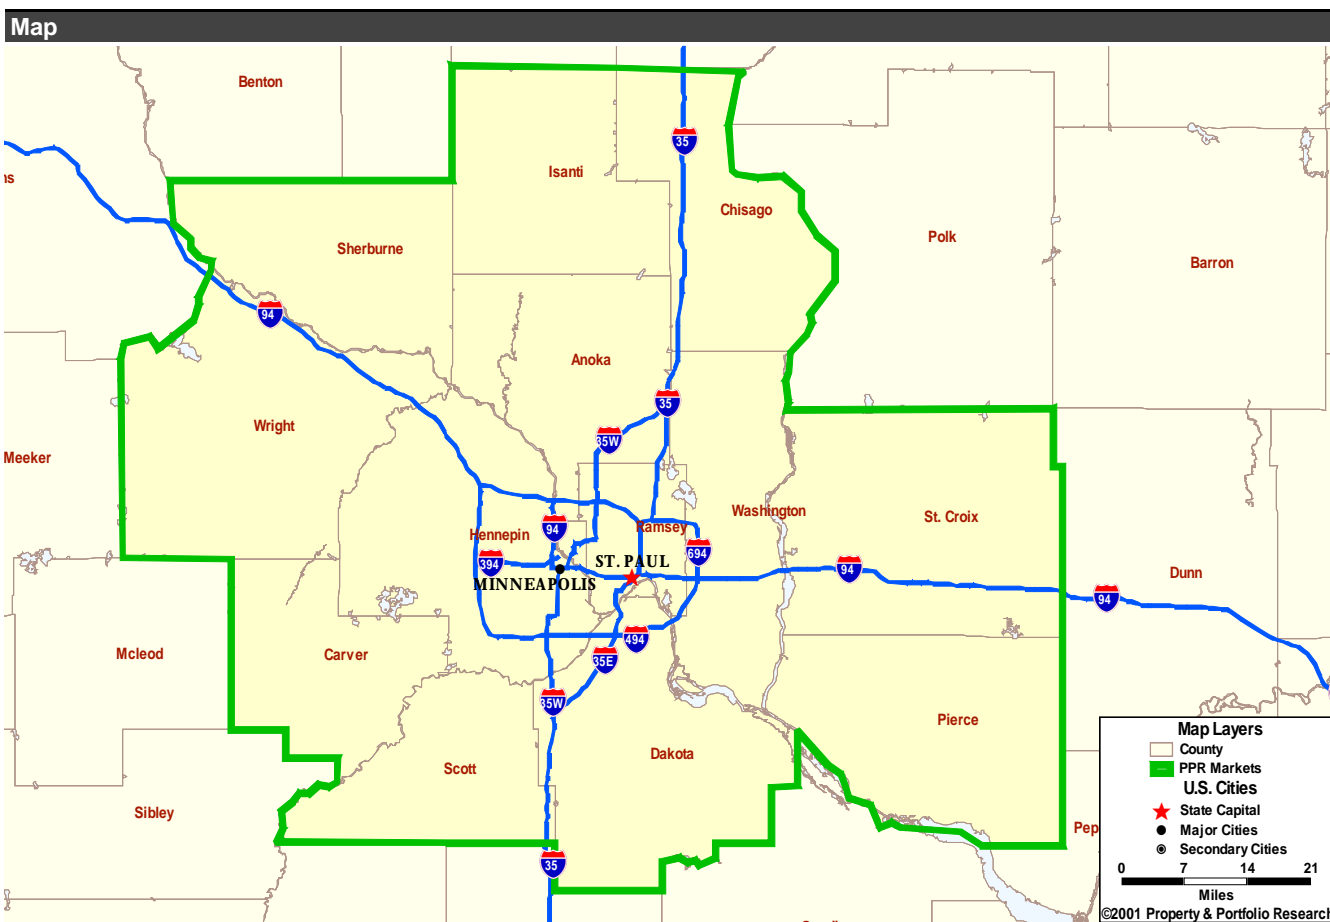 Map
Benton
35
Isanti
ns
Chisago
Polk
Sherburne
Barron
94
Anoka
35
Wright
35W
Meeker
Washington
St. Croix
94
Ramsey
Hennepin
694
394
ST. PAUL
94
Dunn
MINNEAPOLIS
94
494
Mcleod
Carver
35E
35W
Pierce
Dakota
Scott
Sibley
Pep
35
Map Layers
County
PPR Markets
U.S. Cities
State Capital
Major Cities
Secondary Cities
0 7 14 21
Miles
©2001 Property & Portfolio Research